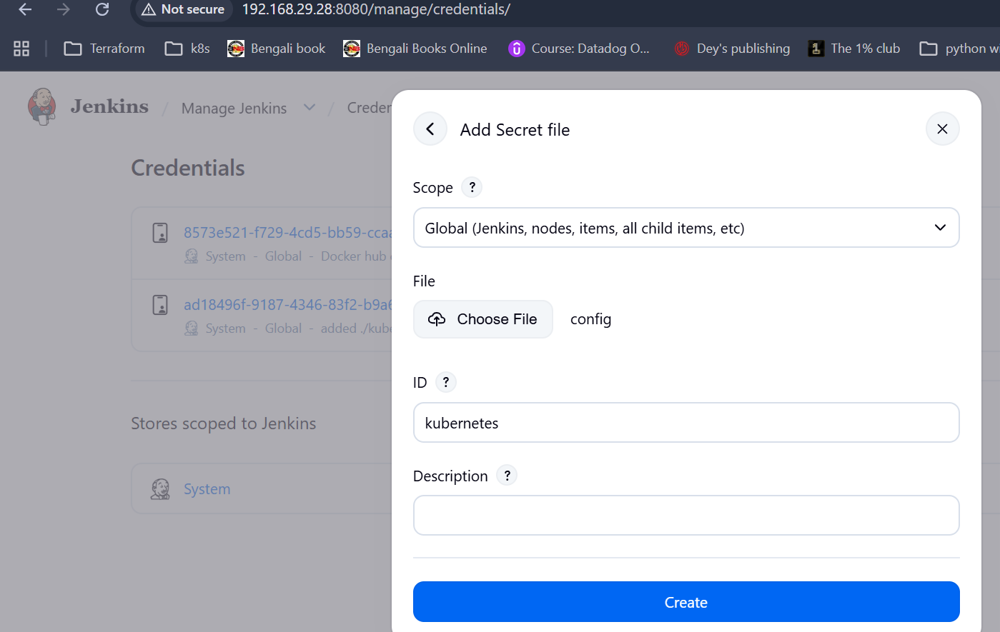 Not secure 192.168.29.28:8080/manage/credentials/
Terraform k8s Bengali book Bengali Books Online Course: Datadog O... Dey's publishing The 1% club python w
Jenkins / Manage Jenkins / Creden
Add Secret file
Credentials
Scope ?
8573e521-f729-4cd5-bb59-ccaa
Global (Jenkins, nodes, items, all child items, etc)
System - Global - Docker hub
File
ad18496f-9187-4346-83f2-b9a6
Choose File config
System - Global - added ./kube
ID ?
Stores scoped to Jenkins
kubernetes
Description ?
System
Create